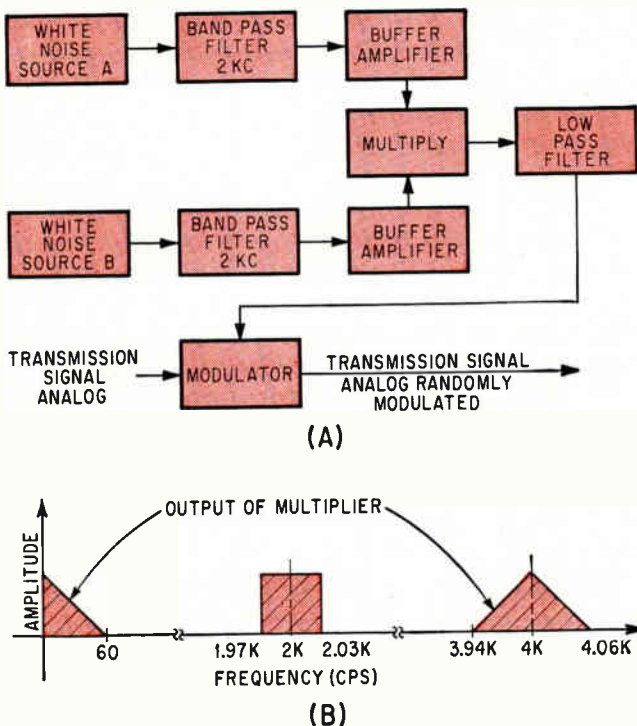 WHITE
NOISE
SOURCE A
BAND PASS
FILTER
2 KC
BUFFER
AMPLIFIER
MULTIPLY
LOW
PASS
FILTER
WHITE
NOISE
SOURCE B
BAND PASS
FILTER
2 KC
BUFFER
AMPLIFIER
TRANSMISSION
SIGNAL
ANALOG
MODULATOR
TRANSMISSION SIGNAL
ANALOG RANDOMLY
MODULATED
(A)
OUTPUT OF MULTIPLIER
AMPLITUDE
60
1.97K
2K
2.03K
3.94K
4K
4.06K
FREQUENCY (CPS)
(B)